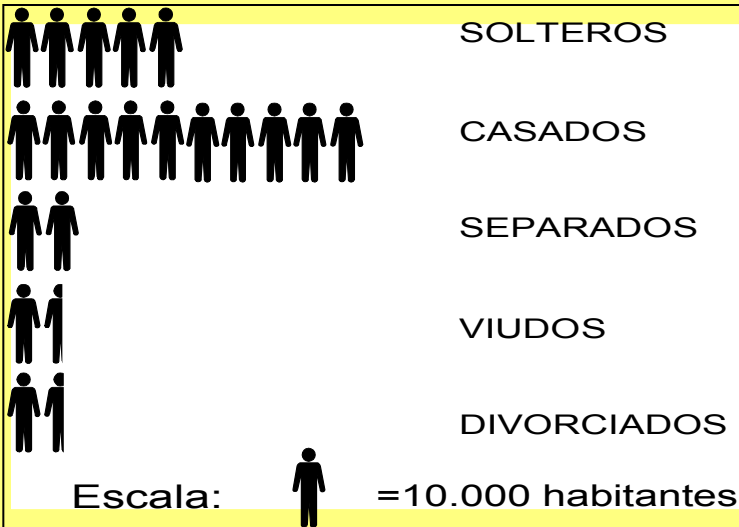 SOLTEROS
CASADOS
SEPARADOS
VIUDOS
DIVORCIADOS
Escala: =10.000 habitantes